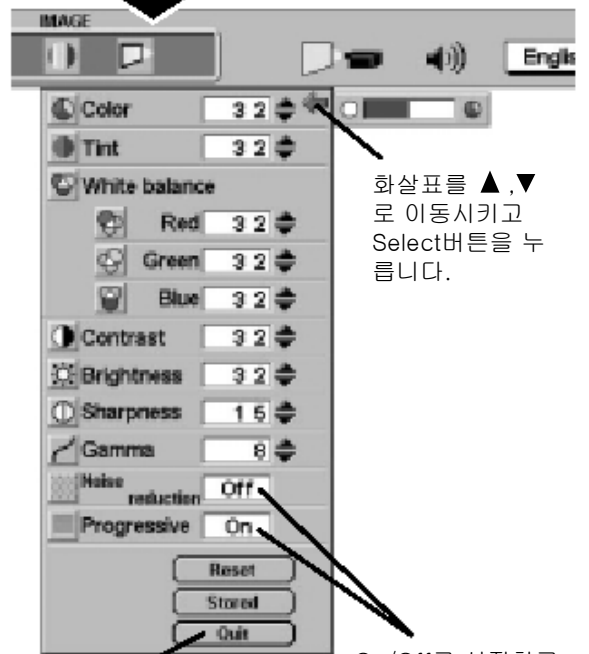 IMAGE
Englis
Color 32
Tint 32
White balance
Red 32
Green 32
Blue 32
Contrast 32
Brightness 32
Sharpness 15
Gamma 8
Noise
reduction Off
Progressive On
Reset
Stored
Quit
화살표를 ▲ ,▼
로 이동시키고
Select버튼을 누
릅니다.